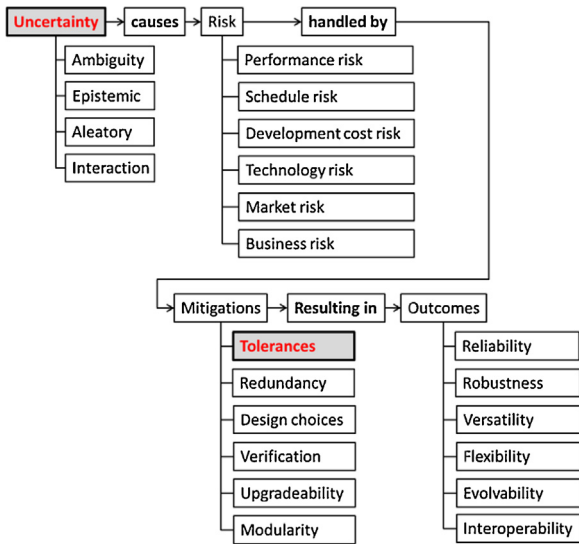 Uncertainty causes Risk handled by
Ambiguity
Epistemic
Aleatory
Interaction
Performance risk
Schedule risk
Development cost risk
Technology risk
Market risk
Business risk
Mitigations Resulting in Outcomes
Tolerances
Redundancy
Design choices
Verification
Upgradeability
Modularity
Reliability
Robustness
Versatility
Flexibility
Evolvability
Interoperability